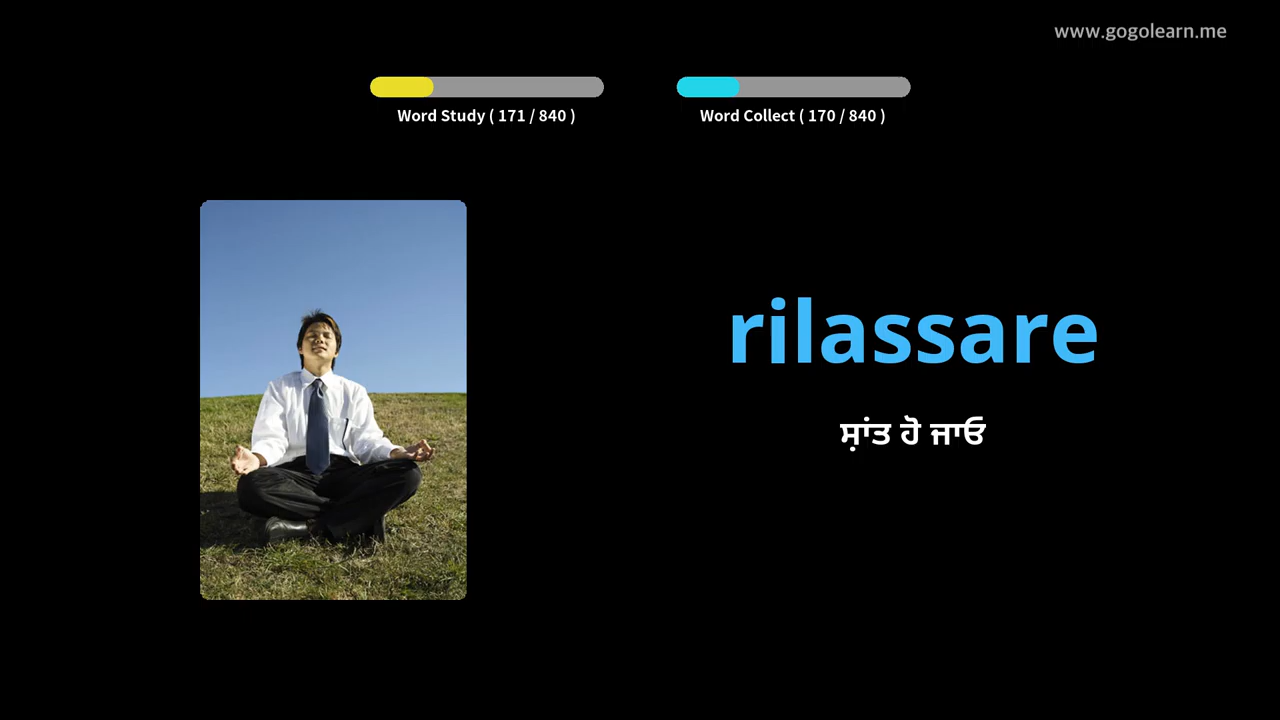 www.gogolearn.me
Word Study ( 171 / 840 )
Word Collect ( 170 / 840 )
rilassare
ਸ਼ਾਂਤ ਹੋ ਜਾਓ